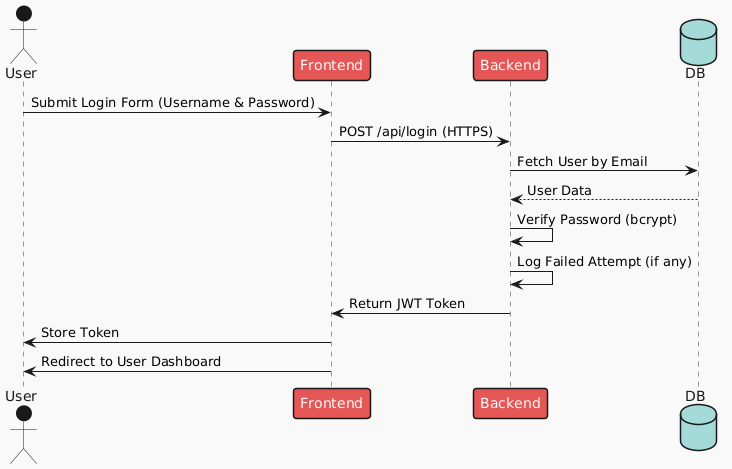 User
Frontend
Backend
DB
Submit Login Form (Username & Password)
POST /api/login (HTTPS)
Fetch User by Email
User Data
Verify Password (bcrypt)
Log Failed Attempt (if any)
Return JWT Token
Store Token
Redirect to User Dashboard
User
Frontend
Backend
DB